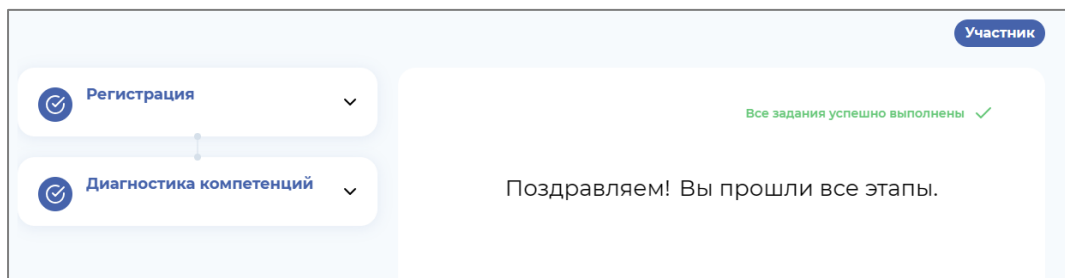 Участник
Регистрация
Диагностика компетенций
Все задания успешно выполнены
Поздравляем! Вы прошли все этапы.